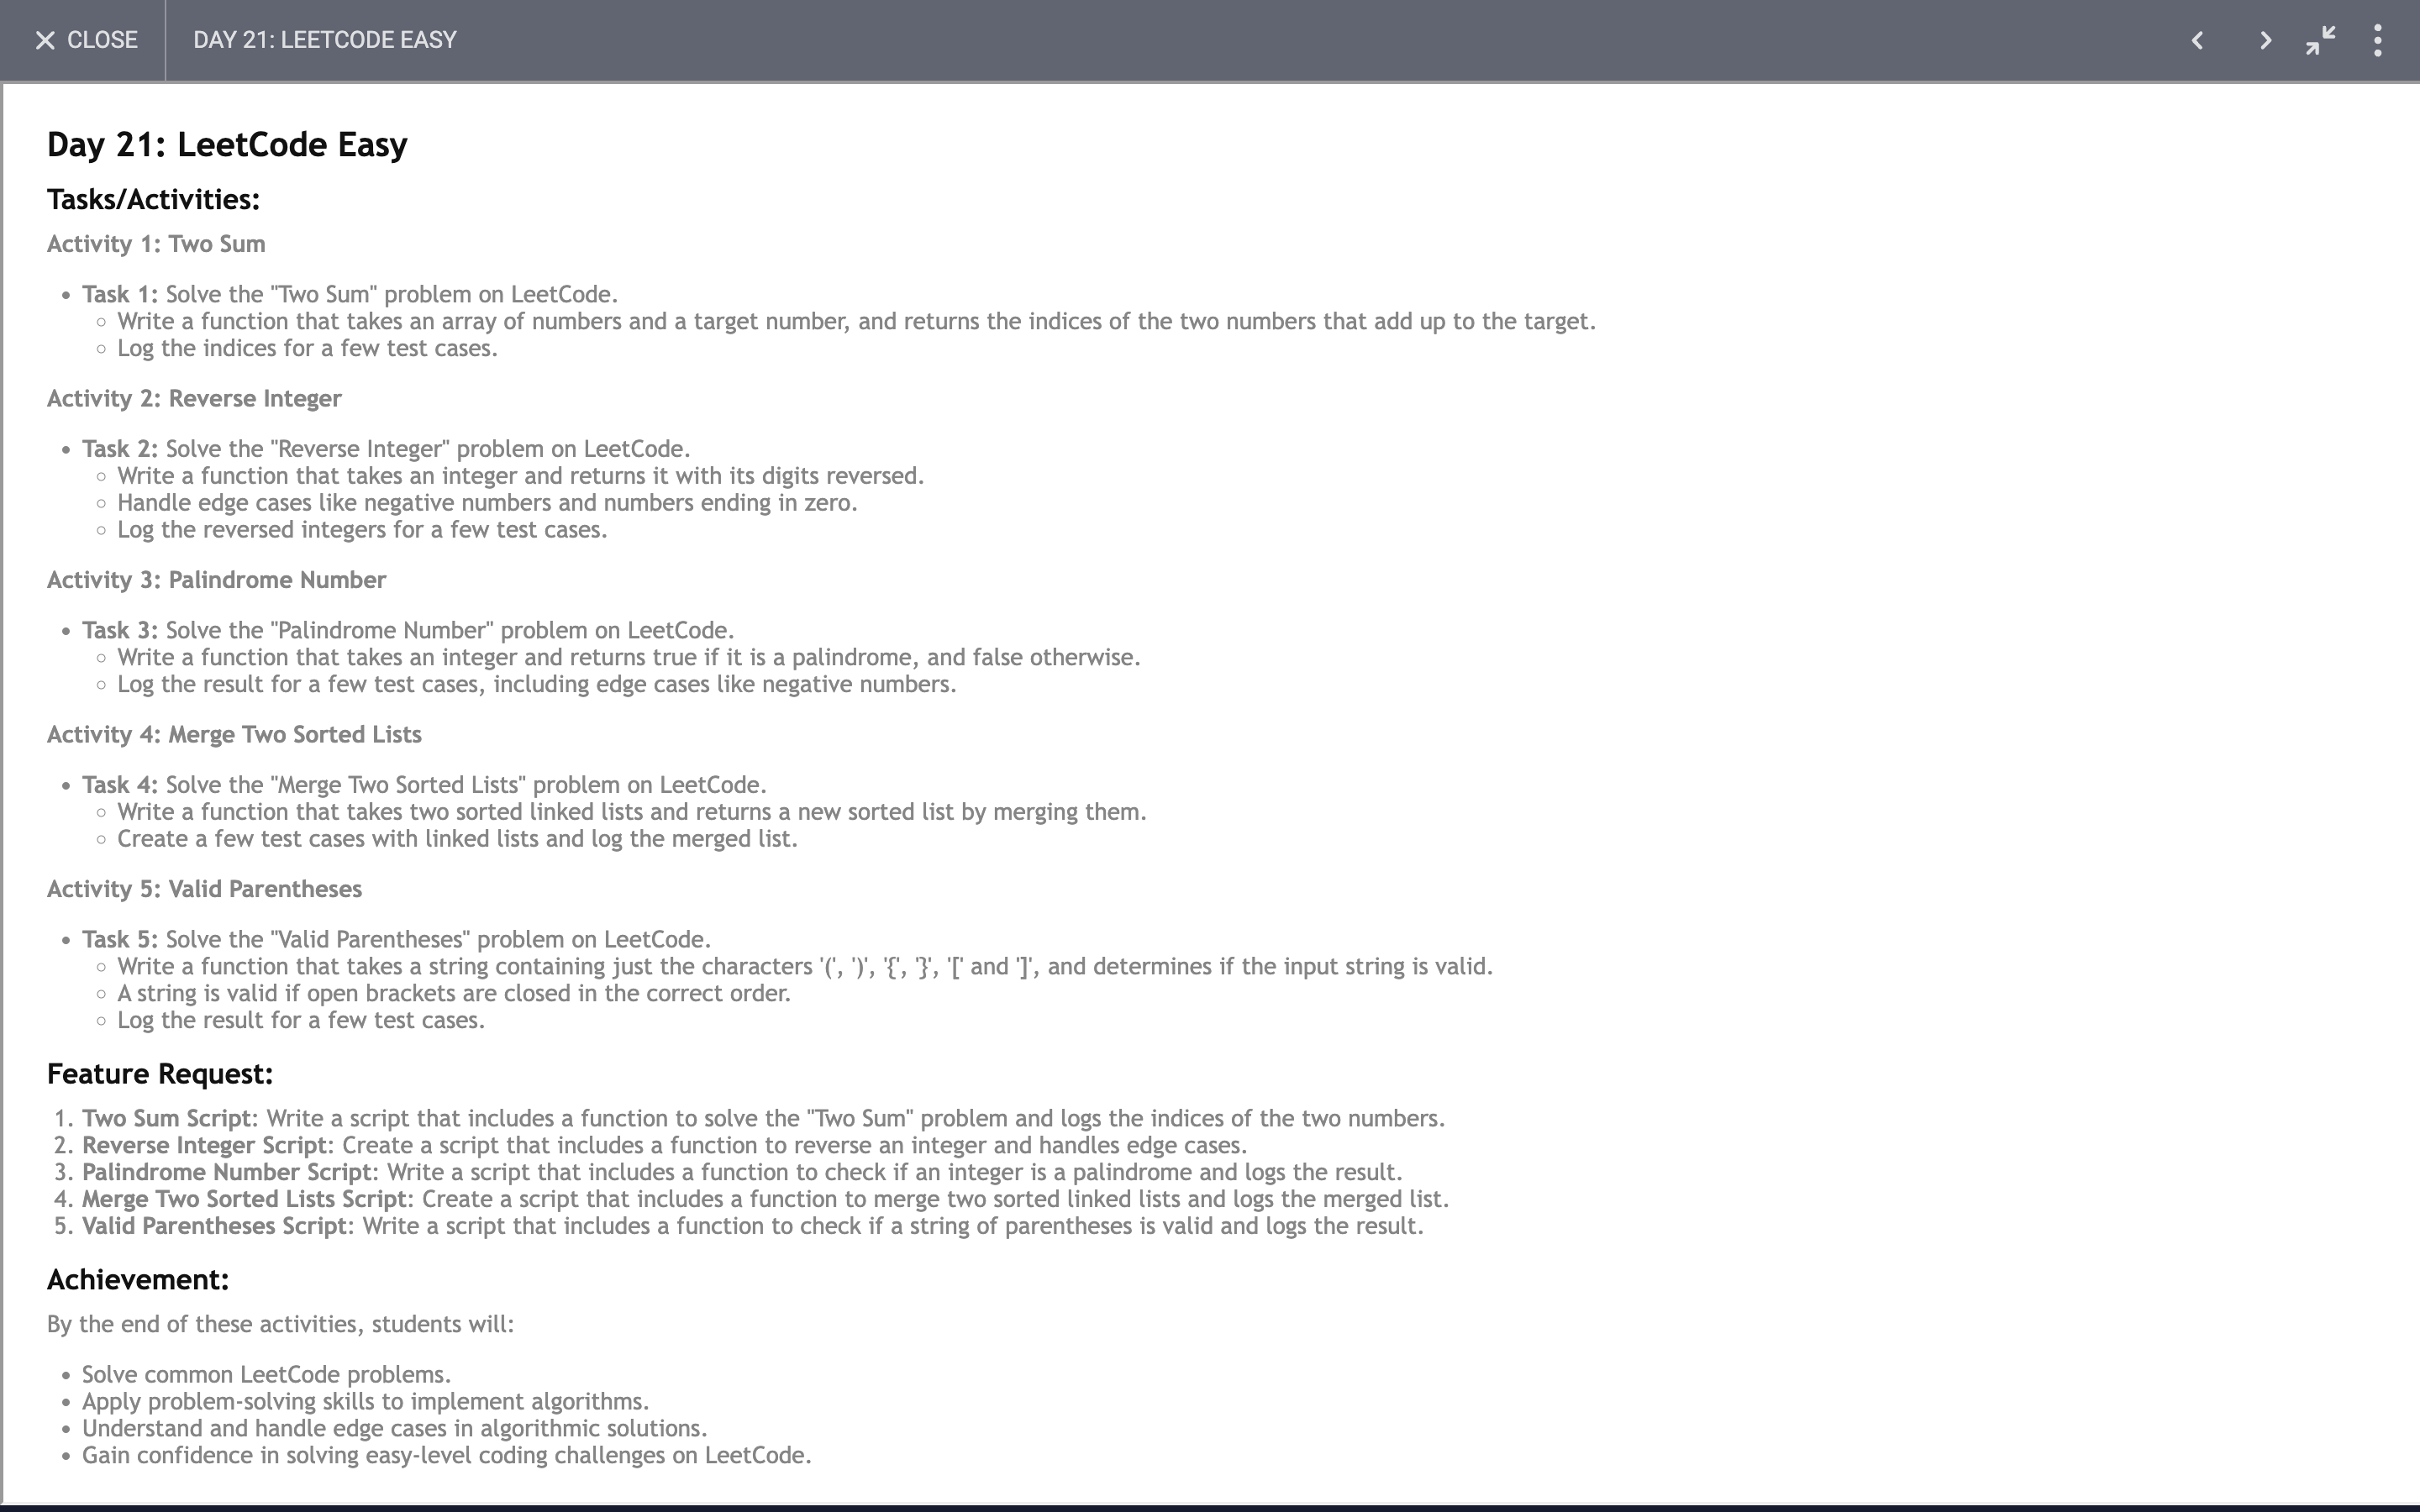 CLOSE
DAY 21: LEETCODE EASY
Day 21: LeetCode Easy
Tasks/Activities:
Activity 1: Two Sum
Task 1: Solve the "Two Sum" problem on LeetCode.
Write a function that takes an array of numbers and a target number, and returns the indices of the two numbers that add up to the target.
Log the indices for a few test cases.
Activity 2: Reverse Integer
Task 2: Solve the "Reverse Integer" problem on LeetCode.
Write a function that takes an integer and returns it with its digits reversed.
Handle edge cases like negative numbers and numbers ending in zero.
Log the reversed integers for a few test cases.
Activity 3: Palindrome Number
Task 3: Solve the "Palindrome Number" problem on LeetCode.
Write a function that takes an integer and returns true if it is a palindrome, and false otherwise.
Log the result for a few test cases, including edge cases like negative numbers.
Activity 4: Merge Two Sorted Lists
Task 4: Solve the "Merge Two Sorted Lists" problem on LeetCode.
Write a function that takes two sorted linked lists and returns a new sorted list by merging them.
Create a few test cases with linked lists and log the merged list.
Activity 5: Valid Parentheses
Task 5: Solve the "Valid Parentheses" problem on LeetCode.
Write a function that takes a string containing just the characters '(', ')', '{', '}', '[' and ']', and determines if the input string is valid.
A string is valid if open brackets are closed in the correct order.
Log the result for a few test cases.
Feature Request:
1. Two Sum Script: Write a script that includes a function to solve the "Two Sum" problem and logs the indices of the two numbers.
2. Reverse Integer Script: Create a script that includes a function to reverse an integer and handles edge cases.
3. Palindrome Number Script: Write a script that includes a function to check if an integer is a palindrome and logs the result.
4. Merge Two Sorted Lists Script: Create a script that includes a function to merge two sorted linked lists and logs the merged list.
5. Valid Parentheses Script: Write a script that includes a function to check if a string of parentheses is valid and logs the result.
Achievement:
By the end of these activities, students will:
Solve common LeetCode problems.
Apply problem-solving skills to implement algorithms.
Understand and handle edge cases in algorithmic solutions.
Gain confidence in solving easy-level coding challenges on LeetCode.